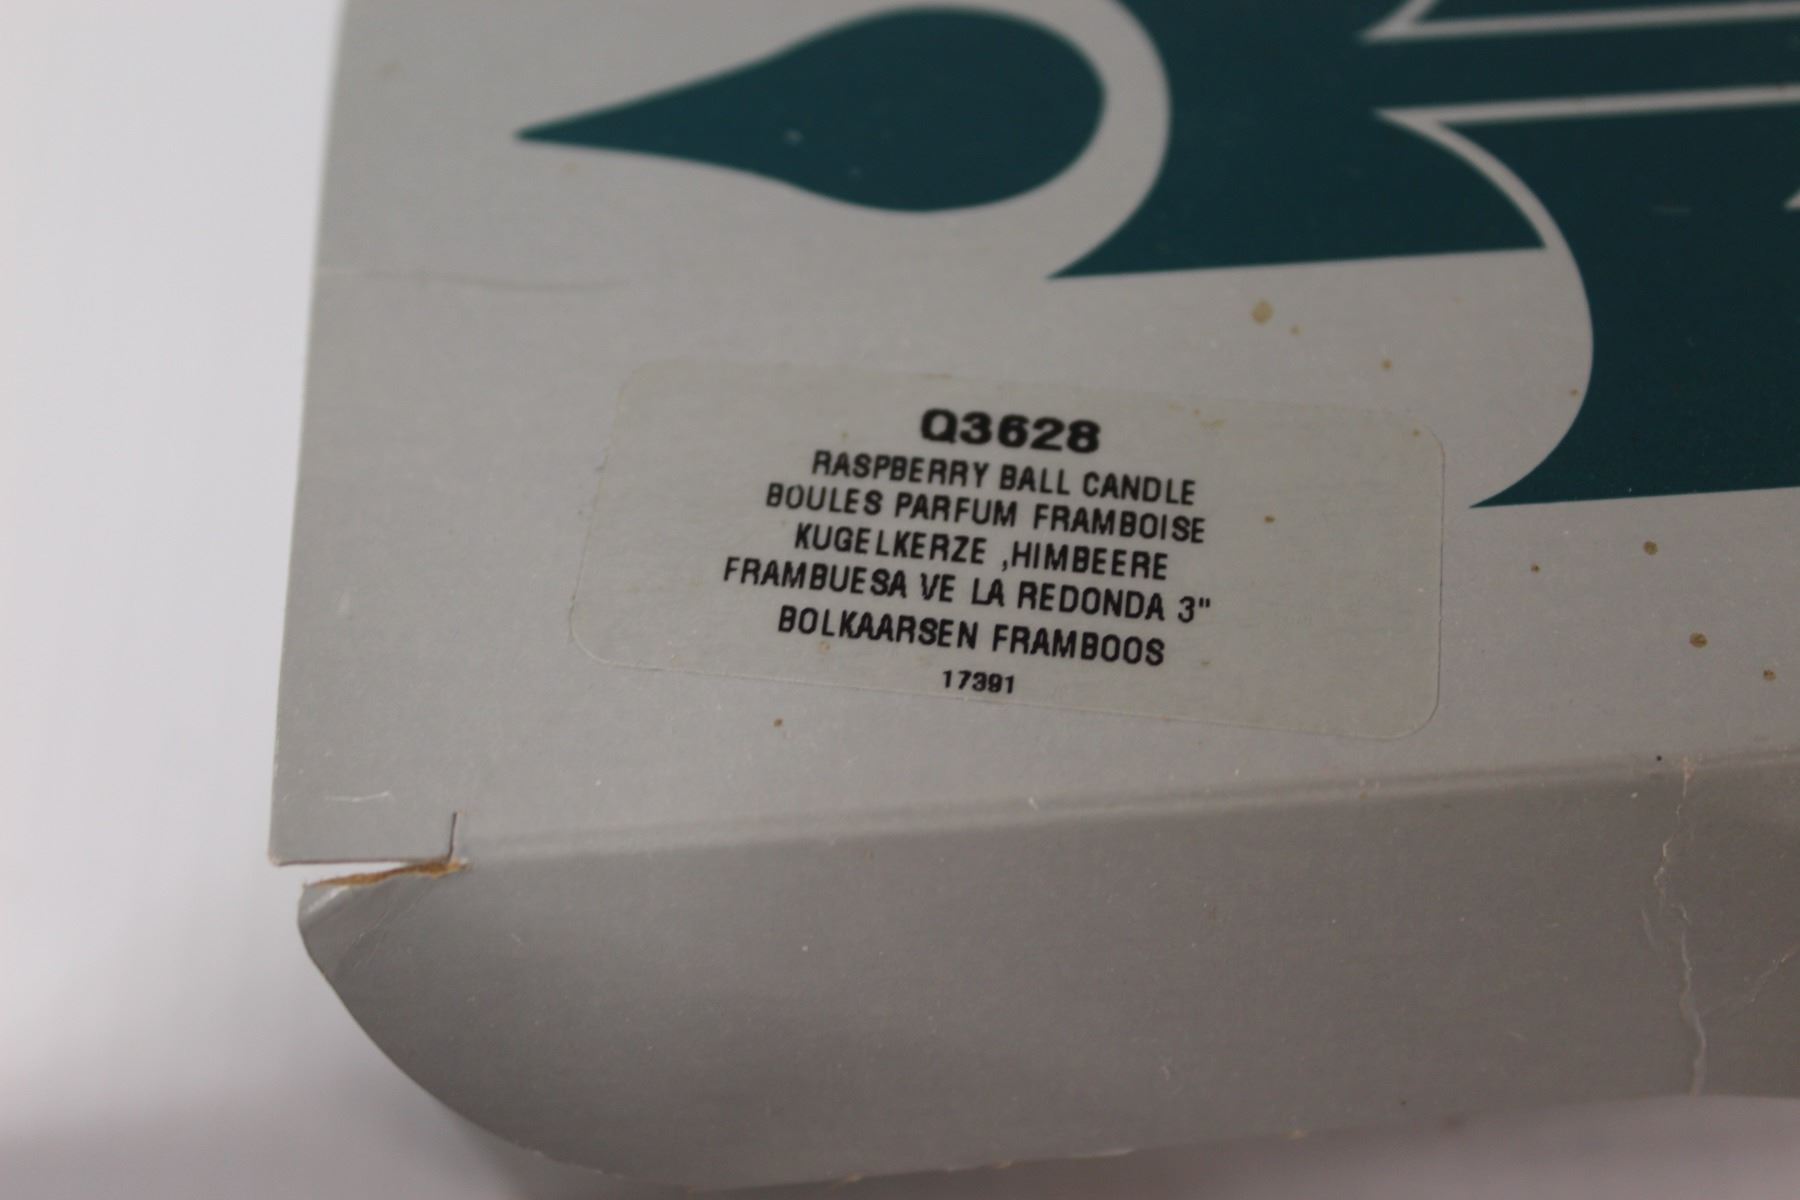 Q3628
RASPBERRY BALL CANDLE
BOULES PARFUM FRAMBOISE
KUGELKERZE ,HIMBEERE
FRAMBUESA VE LA REDONDA 3"
BOLKAARSEN FRAMBOOS
17391